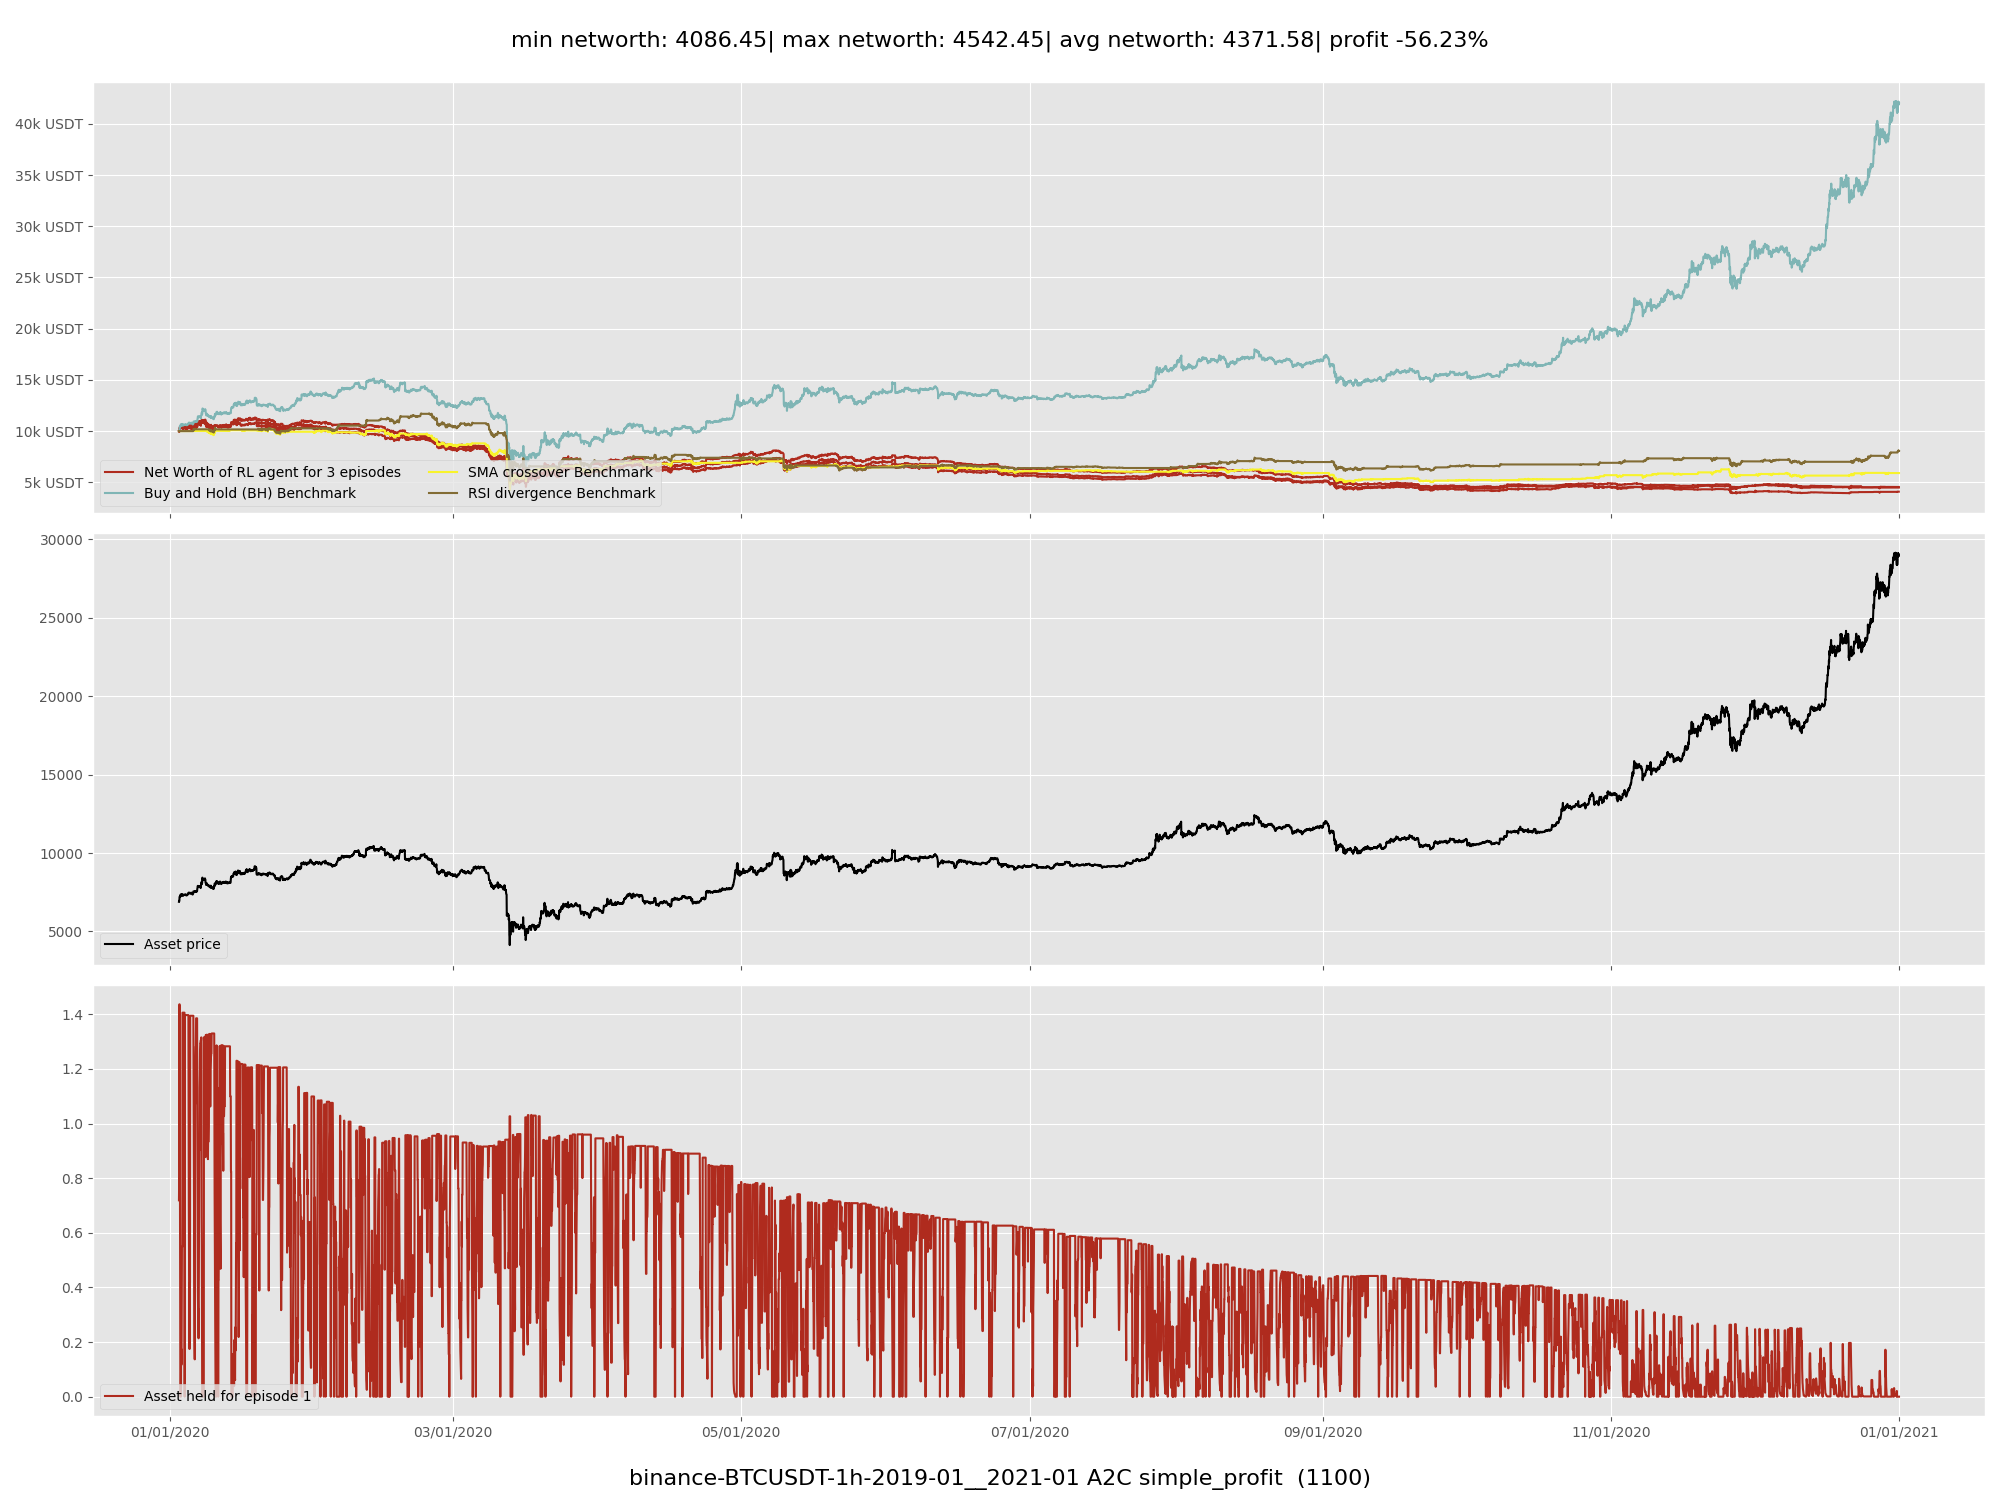 min networth: 4086.45| max networth: 4542.45| avg networth: 4371.58| profit -56.23%
40k USDT
35k USDT
30k USDT
25k USDT
20k USDT
15k USDT
10k USDT
5k USDT
Net Worth of RL agent for 3 episodes
Buy and Hold (BH) Benchmark
SMA crossover Benchmark
RSI divergence Benchmark
30000
25000
20000
15000
10000
5000
Asset price
1.4
1.2
1.0
0.8
0.6
0.4
0.2
0.0
Asset held for episode 1
01/01/2020 03/01/2020 05/01/2020 07/01/2020 09/01/2020 11/01/2020 01/01/2021
binance-BTCUSDT-1h-2019-01__2021-01 A2C simple_profit (1100)